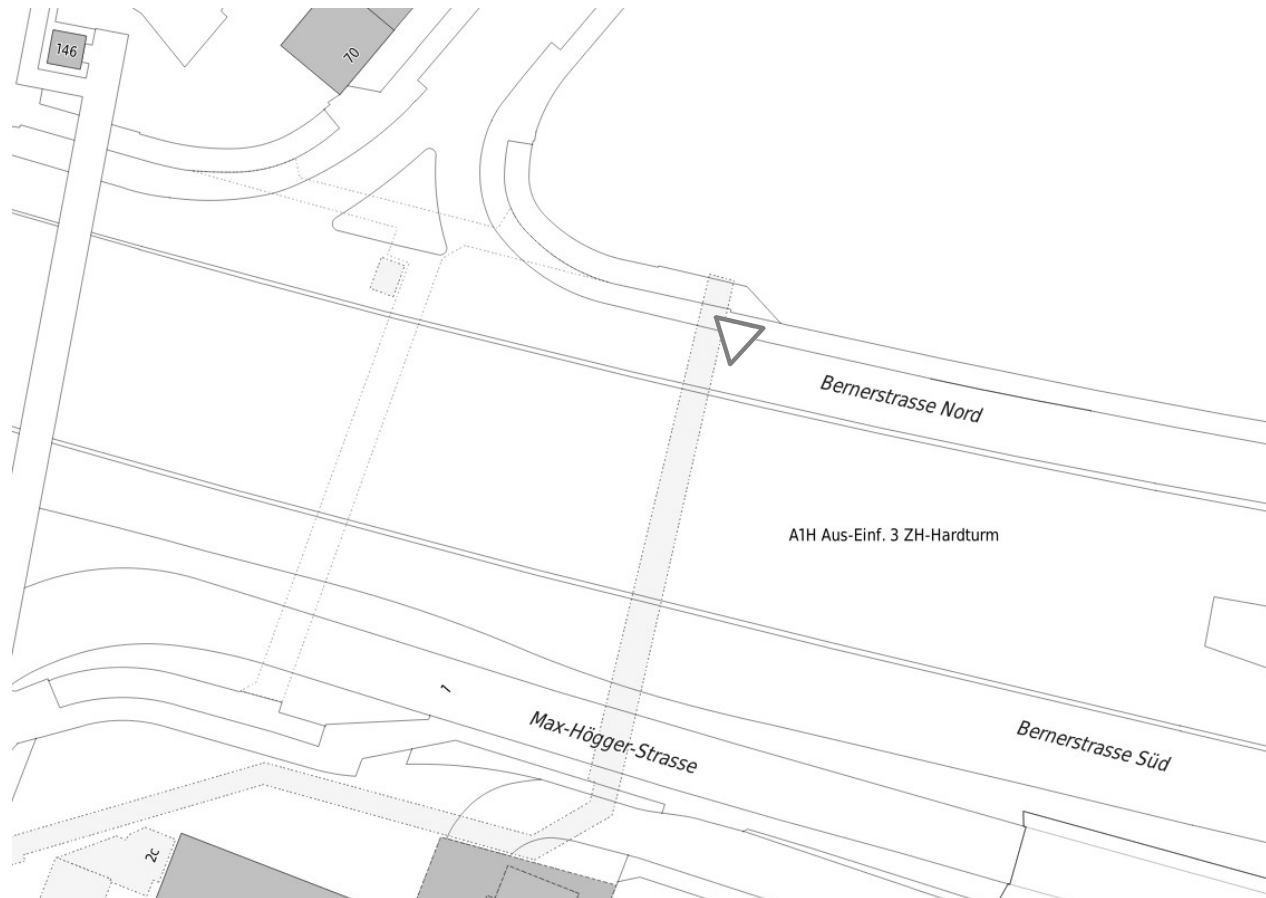 146
70
Bernerstrasse Nord
A1H Aus-Einf. 3 ZH-Hardturm
1
Max-Högger-Strasse
Bernerstrasse Süd
2c